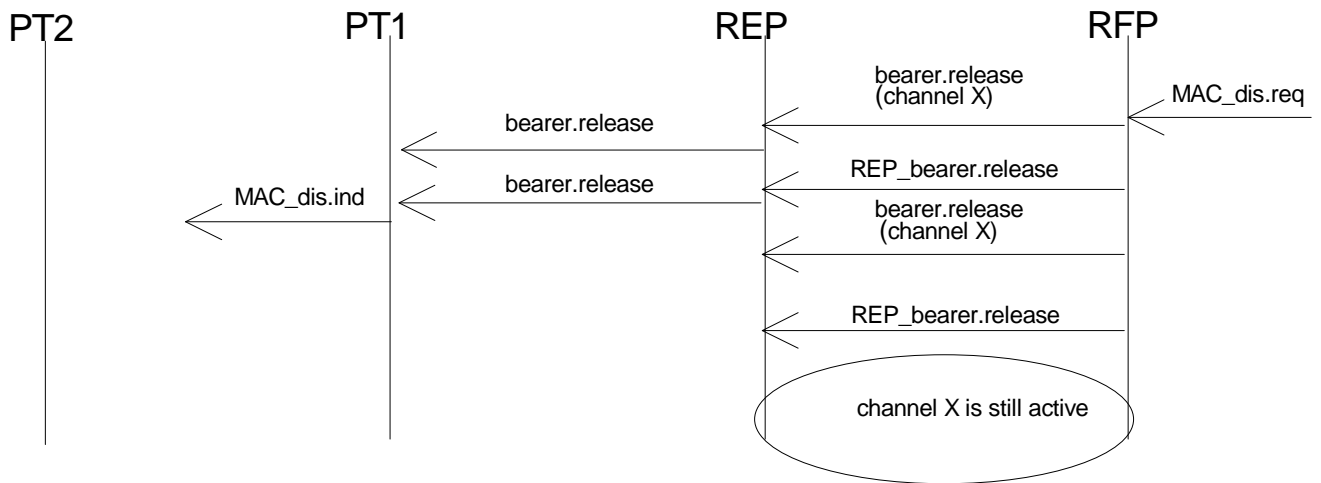 PT2 PT1 REP RFP
bearer.release
(channel X)
MAC_dis.req
bearer.release
REP_bearer.release
bearer.release
MAC_dis.ind
bearer.release
(channel X)
REP_bearer.release
channel X is still active